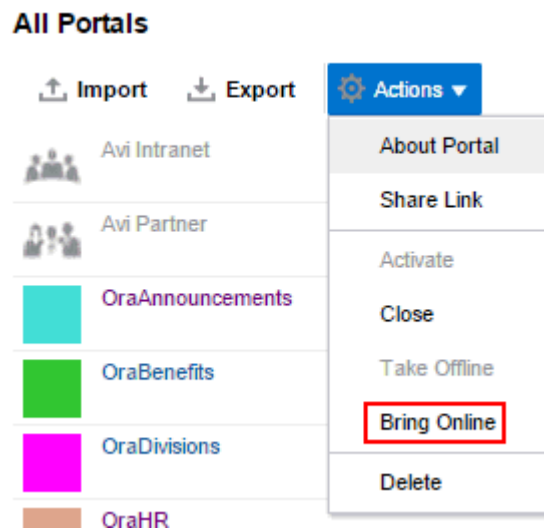 All Portals
Import
Export
Actions
About Portal
Share Link
Activate
Close
Take Offline
Bring Online
Delete
Avi Intranet
Avi Partner
OraAnnouncements
OraBenefits
OraDivisions
OraHR